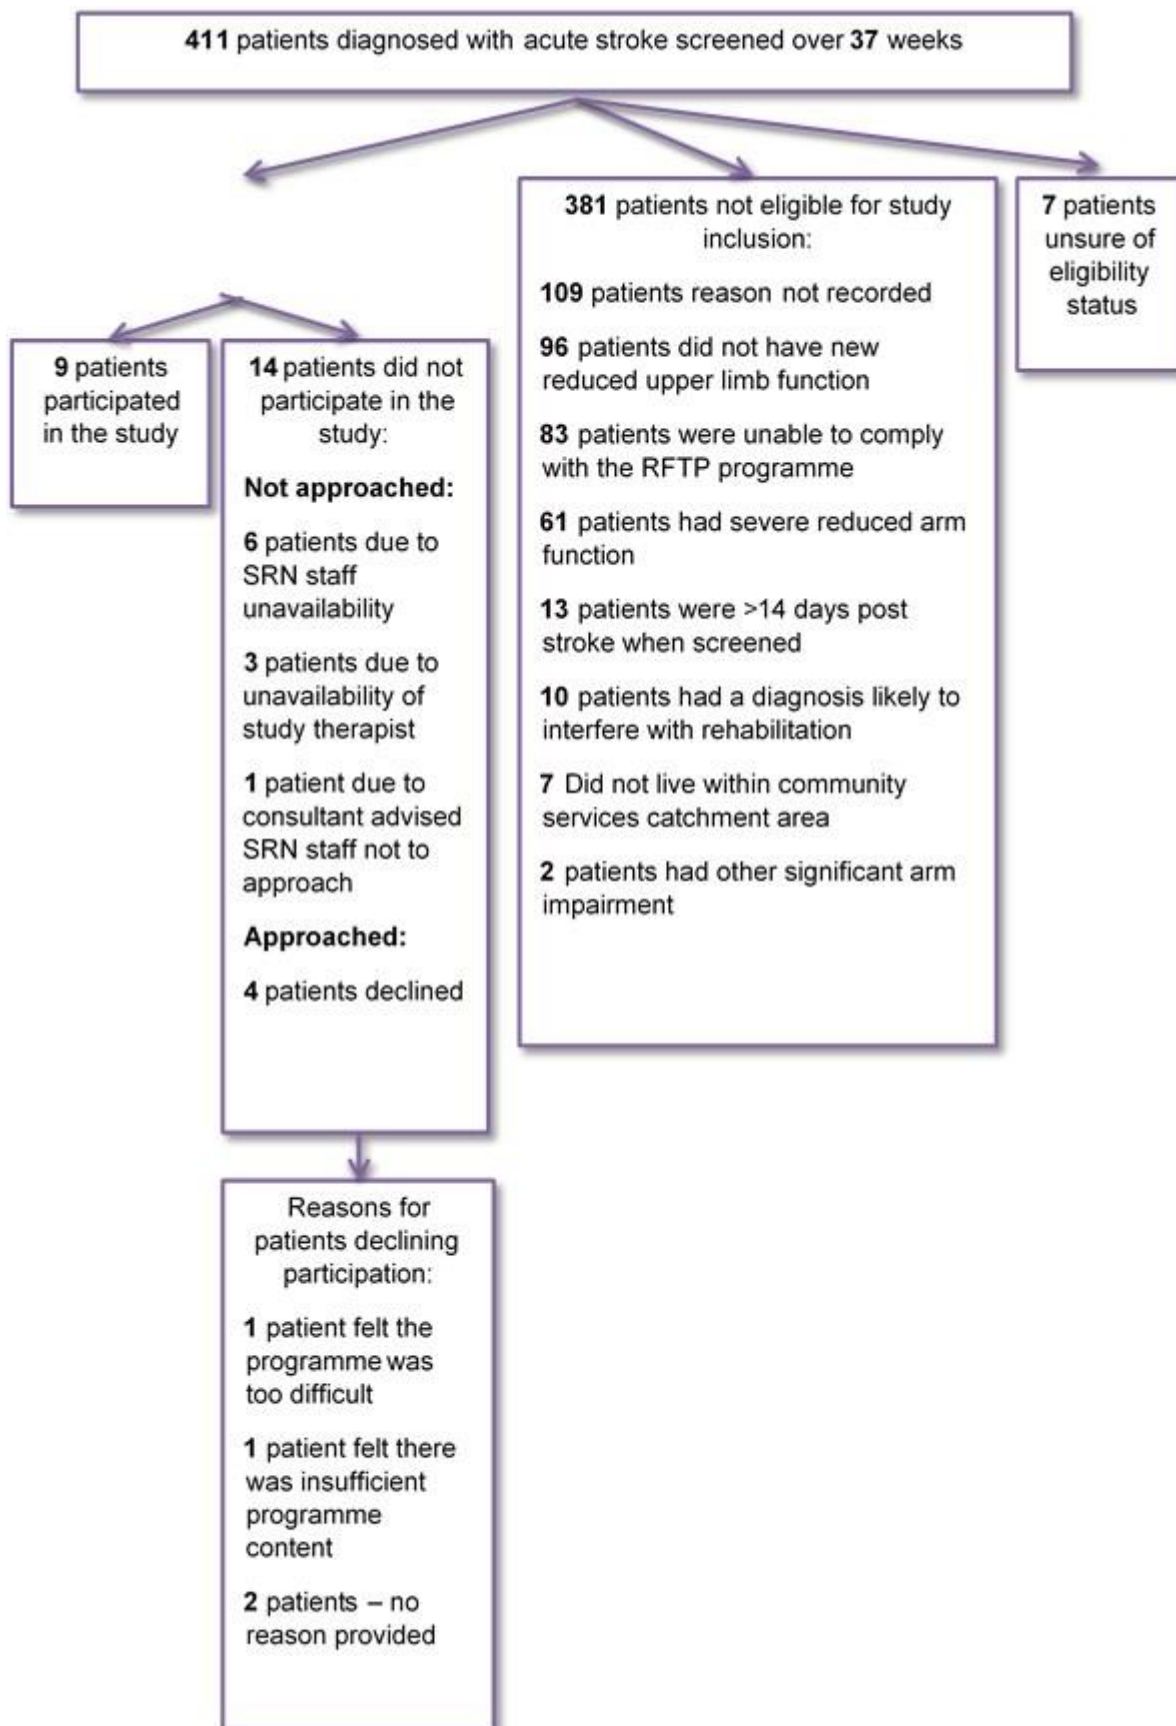 411 patients diagnosed with acute stroke screened over 37 weeks
9 patients
participated
in the study
14 patients did not
participate in the
study:
Not approached:
6 patients due to
SRN staff
unavailability
3 patients due to
unavailability of
study therapist
1 patient due to
consultant advised
SRN staff not to
approach
Approached:
4 patients declined
Reasons for
patients declining
participation:
1 patient felt the
programme was
too difficult
1 patient felt there
was insufficient
programme
content
2 patients – no
reason provided
381 patients not eligible for study
inclusion:
109 patients reason not recorded
96 patients did not have new
reduced upper limb function
83 patients were unable to comply
with the RFTP programme
61 patients had severe reduced arm
function
13 patients were >14 days post
stroke when screened
10 patients had a diagnosis likely to
interfere with rehabilitation
7 Did not live within community
services catchment area
2 patients had other significant arm
impairment
7 patients
unsure of
eligibility
status